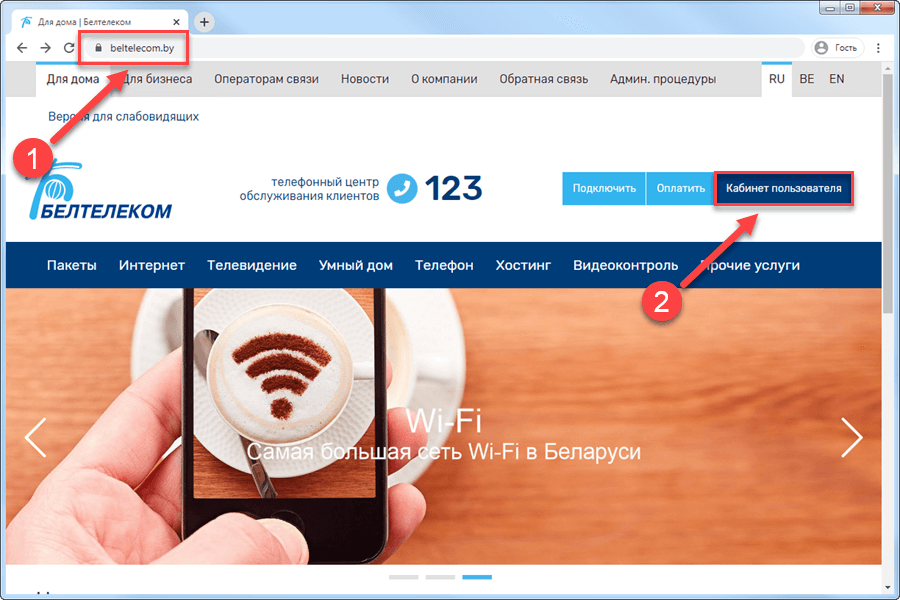 Для дома | Белтелеком
beltelecom.by
Гость
Для дома Для бизнеса Операторам связи Новости О компании Обратная связь Админ. процедуры RU BE EN
Версия для слабовидящих
1
БЕЛТЕЛЕКОМ
телефонный центр
обслуживания клиентов
123
Подключить Оплатить Кабинет пользователя
Пакеты Интернет Телевидение Умный дом Телефон Хостинг Видеоконтроль Прочие услуги
2
Wi-Fi
Самая большая сеть Wi-Fi в Беларуси